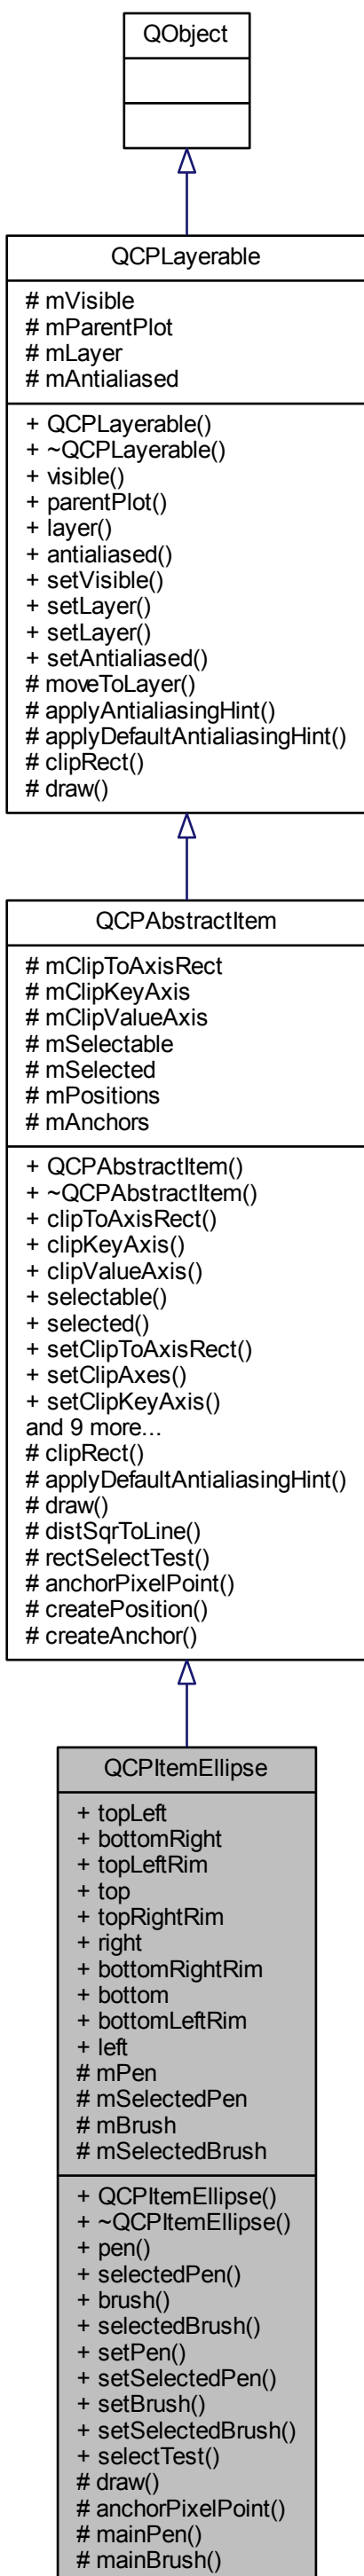 QObject
QCPLayerable
# mVisible
# mParentPlot
# mLayer
# mAntialiased
+ QCPLayerable()
+ ~QCPLayerable()
+ visible()
+ parentPlot()
+ layer()
+ antialiased()
+ setVisible()
+ setLayer()
+ setLayer()
+ setAntialiased()
# moveToLayer()
# applyAntialiasingHint()
# applyDefaultAntialiasingHint()
# clipRect()
# draw()
QCPAbstractItem
# mClipToAxisRect
# mClipKeyAxis
# mClipValueAxis
# mSelectable
# mSelected
# mPositions
# mAnchors
+ QCPAbstractItem()
+ ~QCPAbstractItem()
+ clipToAxisRect()
+ clipKeyAxis()
+ clipValueAxis()
+ selectable()
+ selected()
+ setClipToAxisRect()
+ setClipAxes()
+ setClipKeyAxis()
and 9 more...
# clipRect()
# applyDefaultAntialiasingHint()
# draw()
# distSqrToLine()
# rectSelectTest()
# anchorPixelPoint()
# createPosition()
# createAnchor()
QCPItemEllipse
+ topLeft
+ bottomRight
+ topLeftRim
+ top
+ topRightRim
+ right
+ bottomRightRim
+ bottom
+ bottomLeftRim
+ left
# mPen
# mSelectedPen
# mBrush
# mSelectedBrush
+ QCPItemEllipse()
+ ~QCPItemEllipse()
+ pen()
+ selectedPen()
+ brush()
+ selectedBrush()
+ setPen()
+ setSelectedPen()
+ setBrush()
+ setSelectedBrush()
+ selectTest()
# draw()
# anchorPixelPoint()
# mainPen()
# mainBrush()